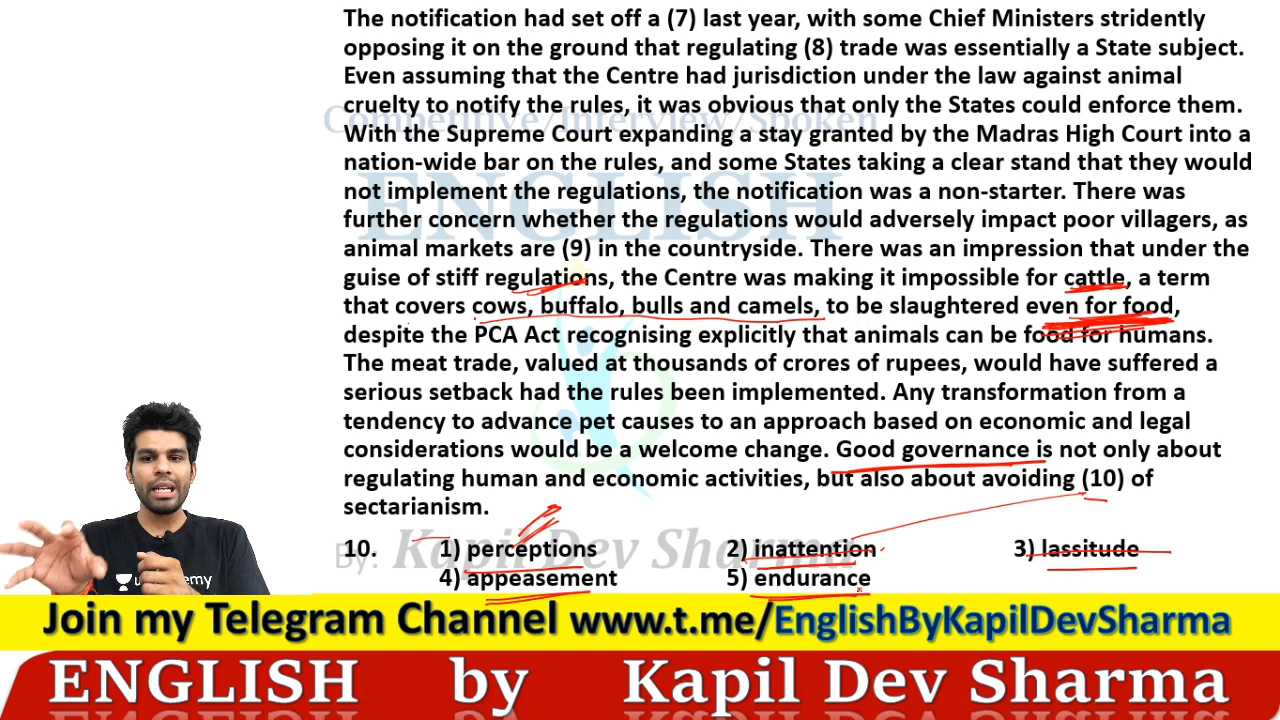 The notification had set off a (7) last year, with some Chief Ministers stridently
opposing it on the ground that regulating (8) trade was essentially a State subject.
Even assuming that the Centre had jurisdiction under the law against animal
cruelty to notify the rules, it was obvious that only the States could enforce them.
Competitive/Interview/Spoken
With the Supreme Court expanding a stay granted by the Madras High Court into a
nation-wide bar on the rules, and some States taking a clear stand that they would
not implement the regulations, the notification was a non-starter. There was
ENGLISH
further concern whether the regulations would adversely impact poor villagers, as
animal markets are (9) in the countryside. There was an impression that under the
guise of stiff regulations, the Centre was making it impossible for cattle, a term
that covers cows, buffalo, bulls and camels, to be slaughtered even for food,
despite the PCA Act recognising explicitly that animals can be food for humans.
The meat trade, valued at thousands of crores of rupees, would have suffered a
serious setback had the rules been implemented. Any transformation from a
tendency to advance pet causes to an approach based on economic and legal
considerations would be a welcome change. Good governance is not only about
regulating human and economic activities, but also about avoiding (10) of
sectarianism.
By: Kapil Dev Sharma
10. 1) perceptions 2) inattention 3) lassitude
4) appeasement 5) endurance
Join my Telegram Channel www.t.me/EnglishByKapilDevSharma
ENGLISH by Kapil Dev Sharma